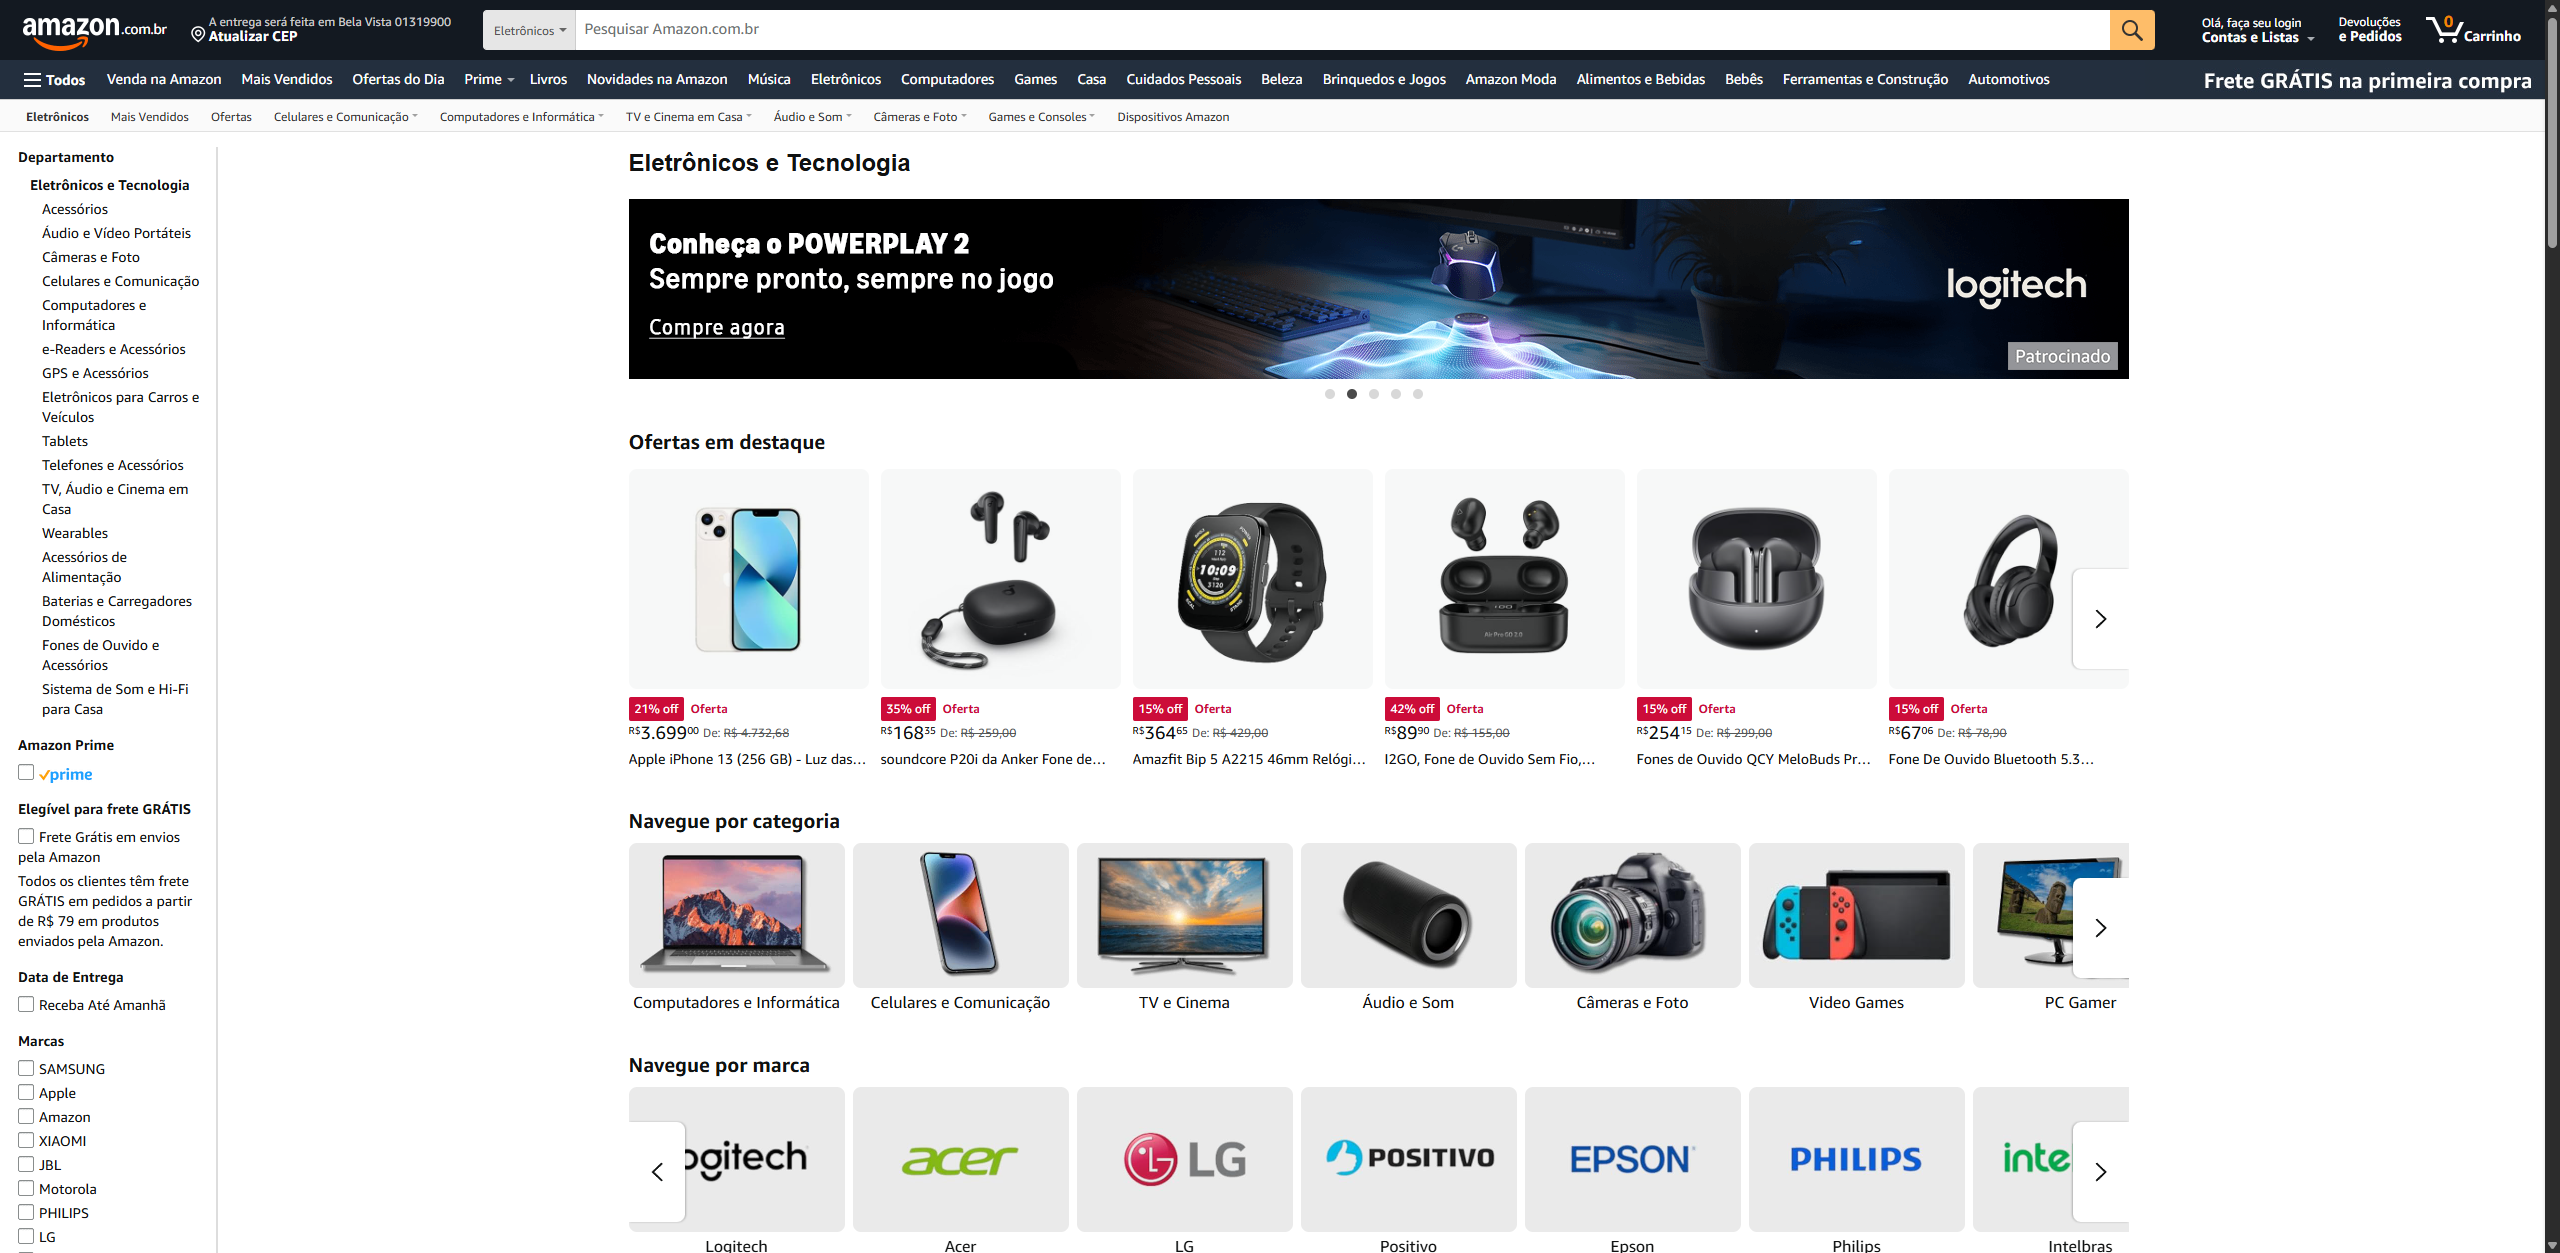 amazon.com.br
A entrega será feita em Bela Vista 01319900
Atualizar CEP
Eletrônicos
Pesquisar Amazon.com.br
Olá, faça seu login
Contas e Listas
Devoluções
e Pedidos
0
Carrinho
Todos
Venda na Amazon
Mais Vendidos
Ofertas do Dia
Prime
Livros
Novidades na Amazon
Música
Eletrônicos
Computadores
Games
Casa
Cuidados Pessoais
Beleza
Brinquedos e Jogos
Amazon Moda
Alimentos e Bebidas
Bebês
Ferramentas e Construção
Automotivos
Frete GRÁTIS na primeira compra
Eletrônicos
Mais Vendidos
Ofertas
Celulares e Comunicação
Computadores e Informática
TV e Cinema em Casa
Áudio e Som
Câmeras e Foto
Games e Consoles
Dispositivos Amazon
Departamento
Eletrônicos e Tecnologia
Acessórios
Áudio e Vídeo Portáteis
Câmeras e Foto
Celulares e Comunicação
Computadores e
Informática
e-Readers e Acessórios
GPS e Acessórios
Eletrônicos para Carros e
Veículos
Tablets
Telefones e Acessórios
TV, Áudio e Cinema em
Casa
Wearables
Acessórios de
Alimentação
Baterias e Carregadores
Domésticos
Fones de Ouvido e
Acessórios
Sistema de Som e Hi-Fi
para Casa
Amazon Prime
prime
Elegível para frete GRÁTIS
Frete Grátis em envios
pela Amazon
Todos os clientes têm frete
GRÁTIS em pedidos a partir
de R$ 79 em produtos
enviados pela Amazon.
Data de Entrega
Receba Até Amanhã
Marcas
SAMSUNG
Apple
Amazon
XIAOMI
JBL
Motorola
PHILIPS
LG
Eletrônicos e Tecnologia
Conheça o POWERPLAY 2
Sempre pronto, sempre no jogo
Compre agora
logitech
Patrocinado
Ofertas em destaque
10:09
Air Pro GO 2.0
21% off Oferta
R$3.69900 De: R$ 4.732,68
Apple iPhone 13 (256 GB) - Luz das...
35% off Oferta
R$16835 De: R$ 259,00
soundcore P20i da Anker Fone de...
15% off Oferta
R$36465 De: R$ 429,00
Amazfit Bip 5 A2215 46mm Relógi...
42% off Oferta
R$8990 De: R$ 155,00
I2GO, Fone de Ouvido Sem Fio,...
15% off Oferta
R$25415 De: R$ 299,00
Fones de Ouvido QCY MeloBuds Pr...
15% off Oferta
R$6706 De: R$ 78,90
Fone De Ouvido Bluetooth 5.3...
Navegue por categoria
Computadores e Informática
Celulares e Comunicação
TV e Cinema
Áudio e Som
Câmeras e Foto
Video Games
PC Gamer
Navegue por marca
ogitech
acer
LG
POSITIVO
EPSON
PHILIPS
inte
Logitech
Acer
LG
Positivo
Epson
Philips
Intelbras